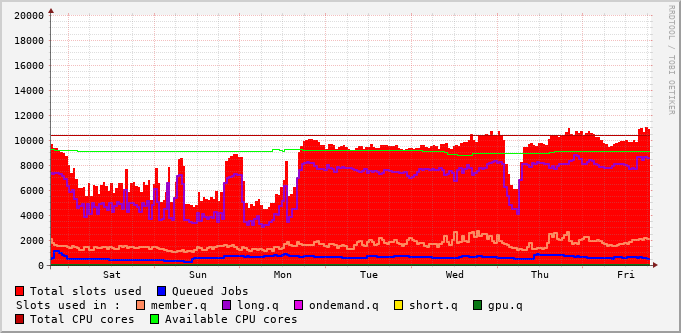 20000
18000
16000
14000
12000
10000
8000
6000
4000
2000
0
Sat Sun Mon Tue Wed Thu Fri
RRDTOOL / TOBI OETIKER
Total slots used Queued Jobs
Slots used in : member.q long.q ondemand.q short.q gpu.q
Total CPU cores Available CPU cores